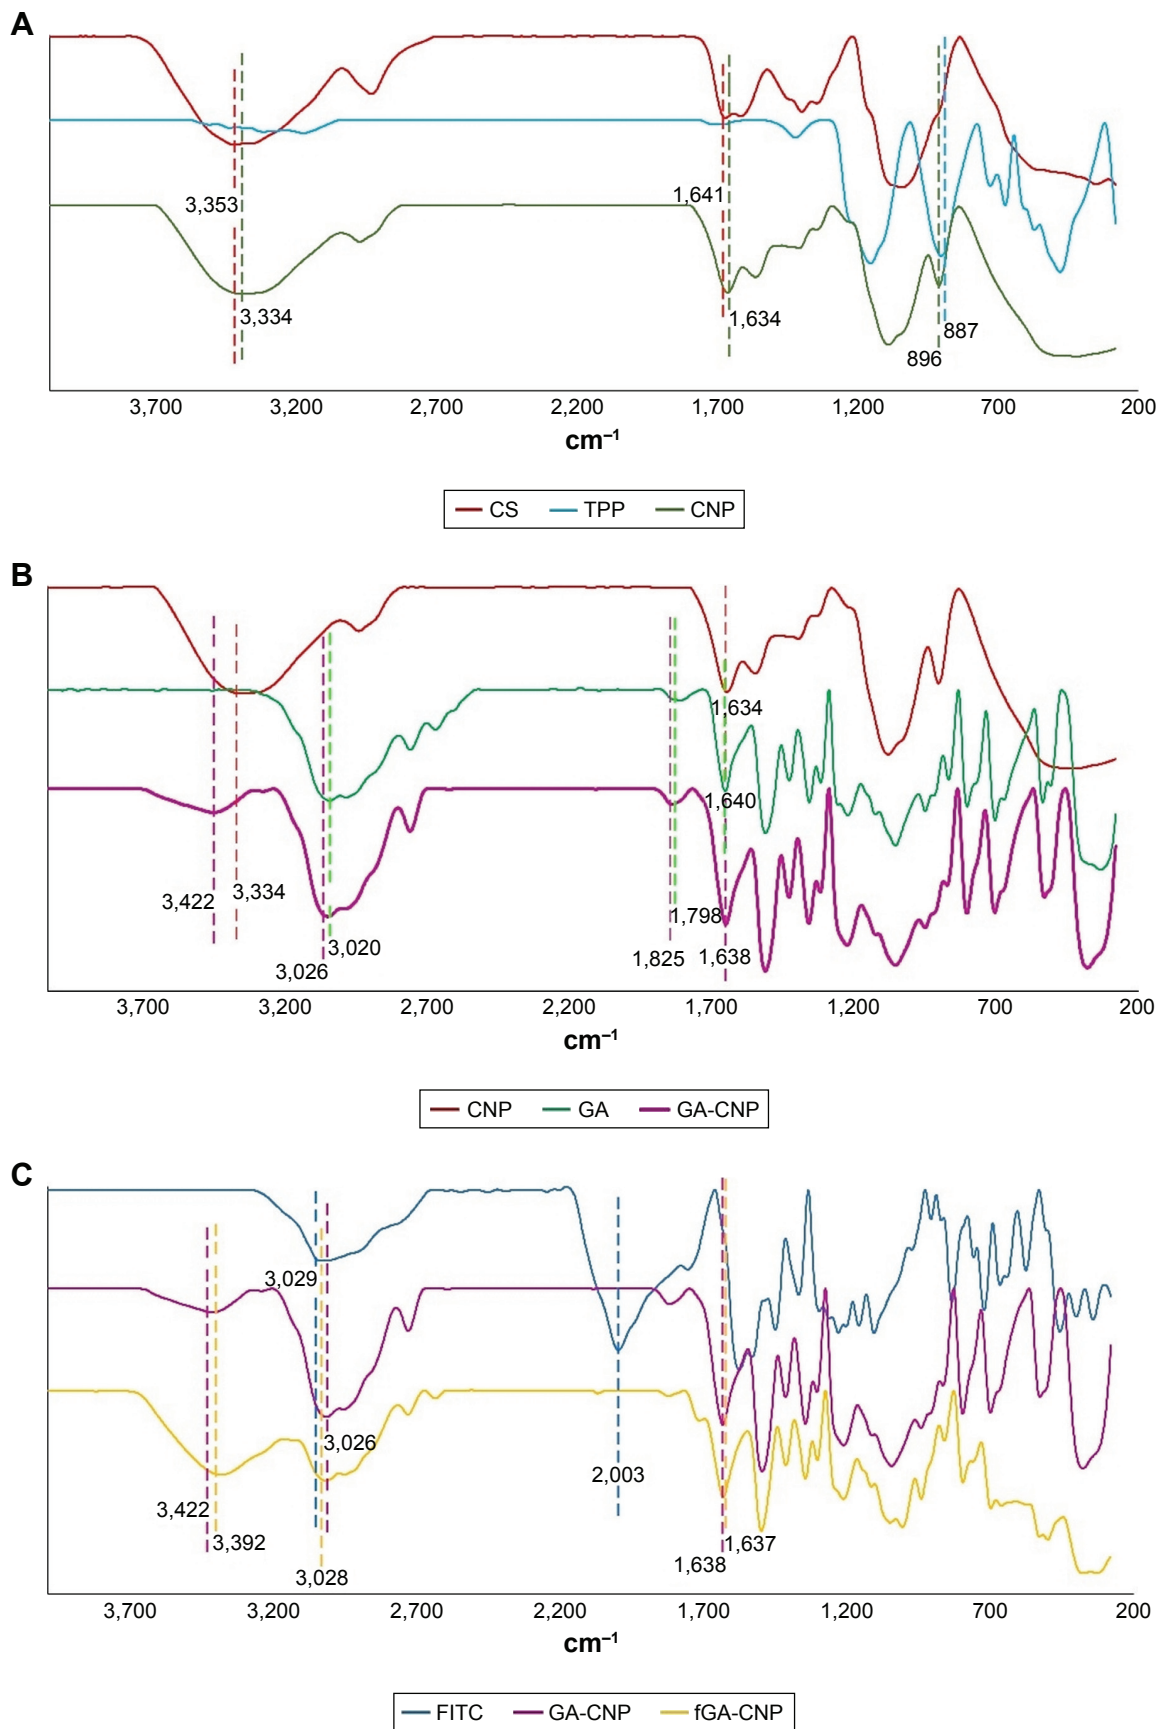 A
3,353
1,641
3,334
1,634
887
896
3,700 3,200 2,700 2,200 1,700 1,200 700 200
cm⁻¹
CS TPP CNP
B
1,634
1,640
3,334
3,422
1,798
3,020
1,825 1,638
3,026
3,700 3,200 2,700 2,200 1,700 1,200 700 200
cm⁻¹
CNP GA GA-CNP
C
3,029
3,026
2,003
3,422
3,392
1,637
1,638
3,028
3,700 3,200 2,700 2,200 1,700 1,200 700 200
cm⁻¹
FITC GA-CNP fGA-CNP